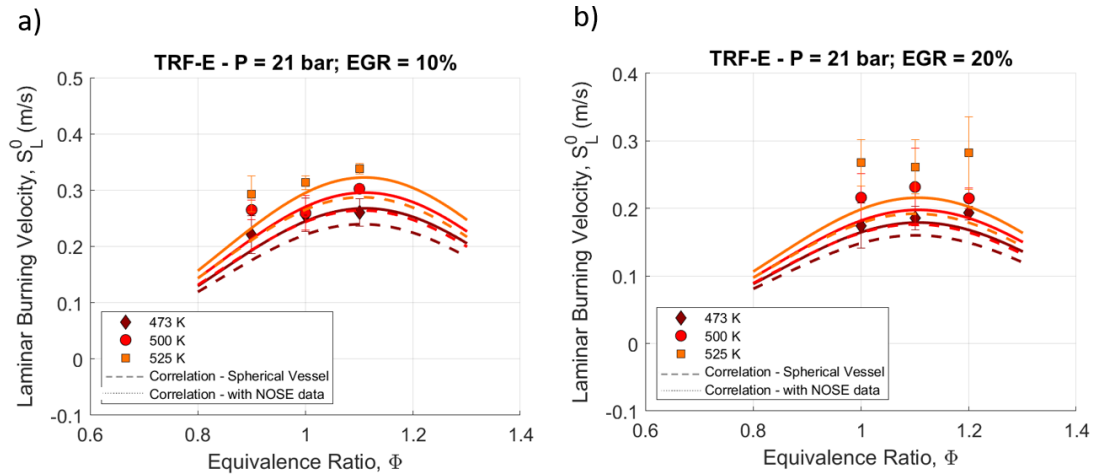 a)
TRF-E - P = 21 bar; EGR = 10%
Laminar Burning Velocity, S_L^0 (m/s)
0.5
0.4
0.3
0.2
0.1
0
-0.1
473 K
500 K
525 K
Correlation - Spherical Vessel
Correlation - with NOSE data
0.6 0.8 1 1.2 1.4
Equivalence Ratio, Φ
b)
TRF-E - P = 21 bar; EGR = 20%
Laminar Burning Velocity, S_L^0 (m/s)
0.4
0.3
0.2
0.1
0
-0.1
473 K
500 K
525 K
Correlation - Spherical Vessel
Correlation - with NOSE data
0.6 0.8 1 1.2 1.4
Equivalence Ratio, Φ